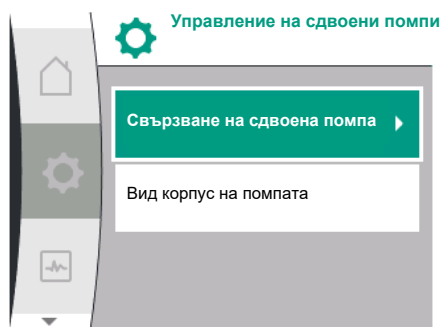 Управление на сдвоени помпи
Свързване на сдвоена помпа
Вид корпус на помпата